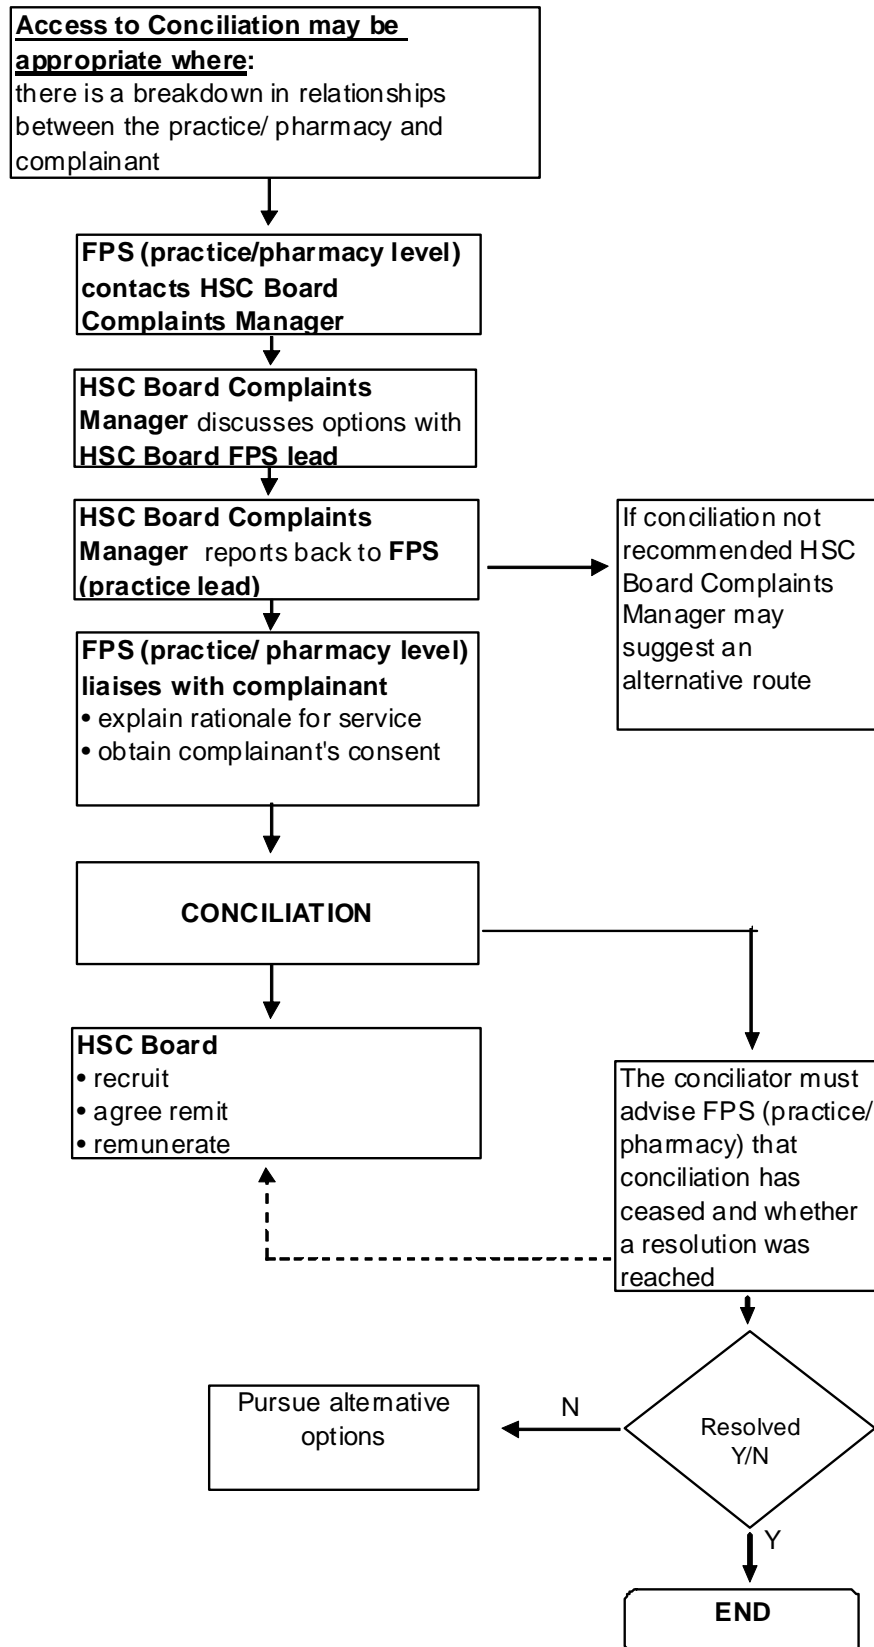 Access to Conciliation may be
appropriate where:
there is a breakdown in relationships
between the practice/ pharmacy and
complainant
FPS (practice/pharmacy level)
contacts HSC Board
Complaints Manager
HSC Board Complaints
Manager discusses options with
HSC Board FPS lead
HSC Board Complaints
Manager reports back to FPS
(practice lead)
If conciliation not
recommended HSC
Board Complaints
Manager may
suggest an
alternative route
FPS (practice/ pharmacy level)
liaises with complainant
• explain rationale for service
• obtain complainant's consent
CONCILIATION
HSC Board
• recruit
• agree remit
• remunerate
The conciliator must
advise FPS (practice/
pharmacy) that
conciliation has
ceased and whether
a resolution was
reached
Pursue alternative
options
N
Resolved
Y/N
Y
END